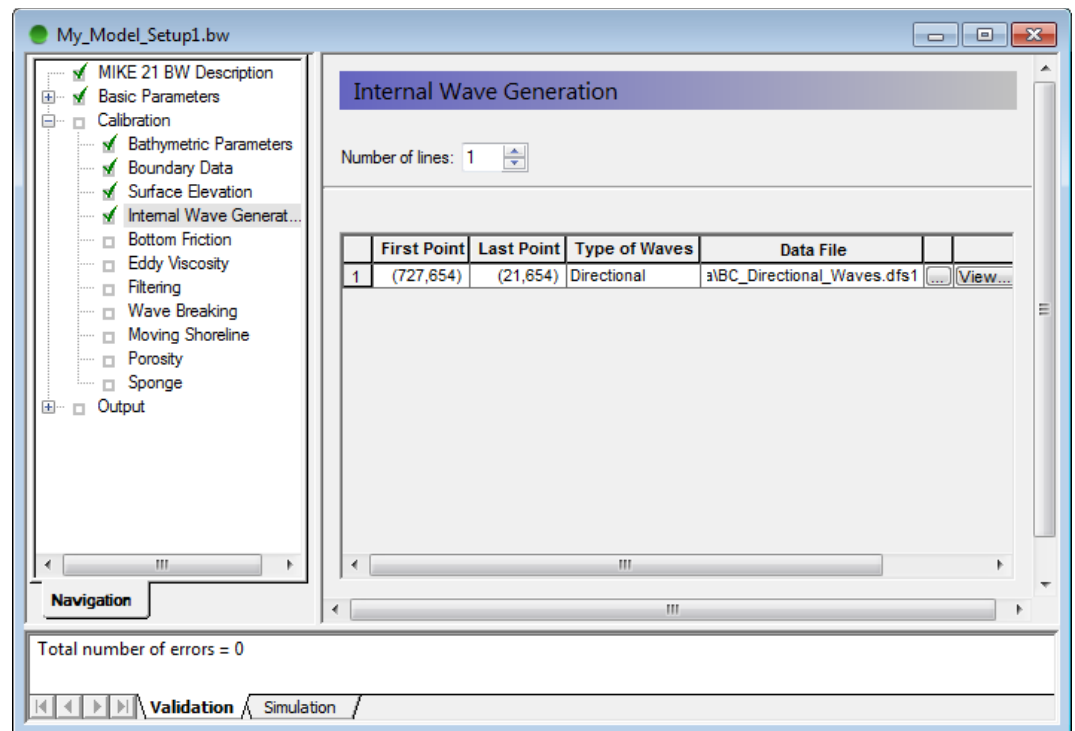 My_Model_Setup1.bw
MIKE 21 BW Description
Basic Parameters
Calibration
Bathymetric Parameters
Boundary Data
Surface Elevation
Internal Wave Generat...
Bottom Friction
Eddy Viscosity
Filtering
Wave Breaking
Moving Shoreline
Porosity
Sponge
Output
Navigation
Internal Wave Generation
Number of lines: 1
First Point Last Point Type of Waves Data File
1 (727,654) (21,654) Directional a\BC_Directional_Waves.dfs1 ... View...
Total number of errors = 0
Validation Simulation